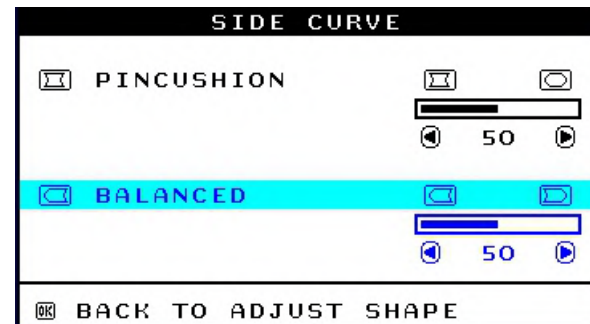 SIDE CURVE
PINCUSHION
50
BALANCED
50
OK BACK TO ADJUST SHAPE